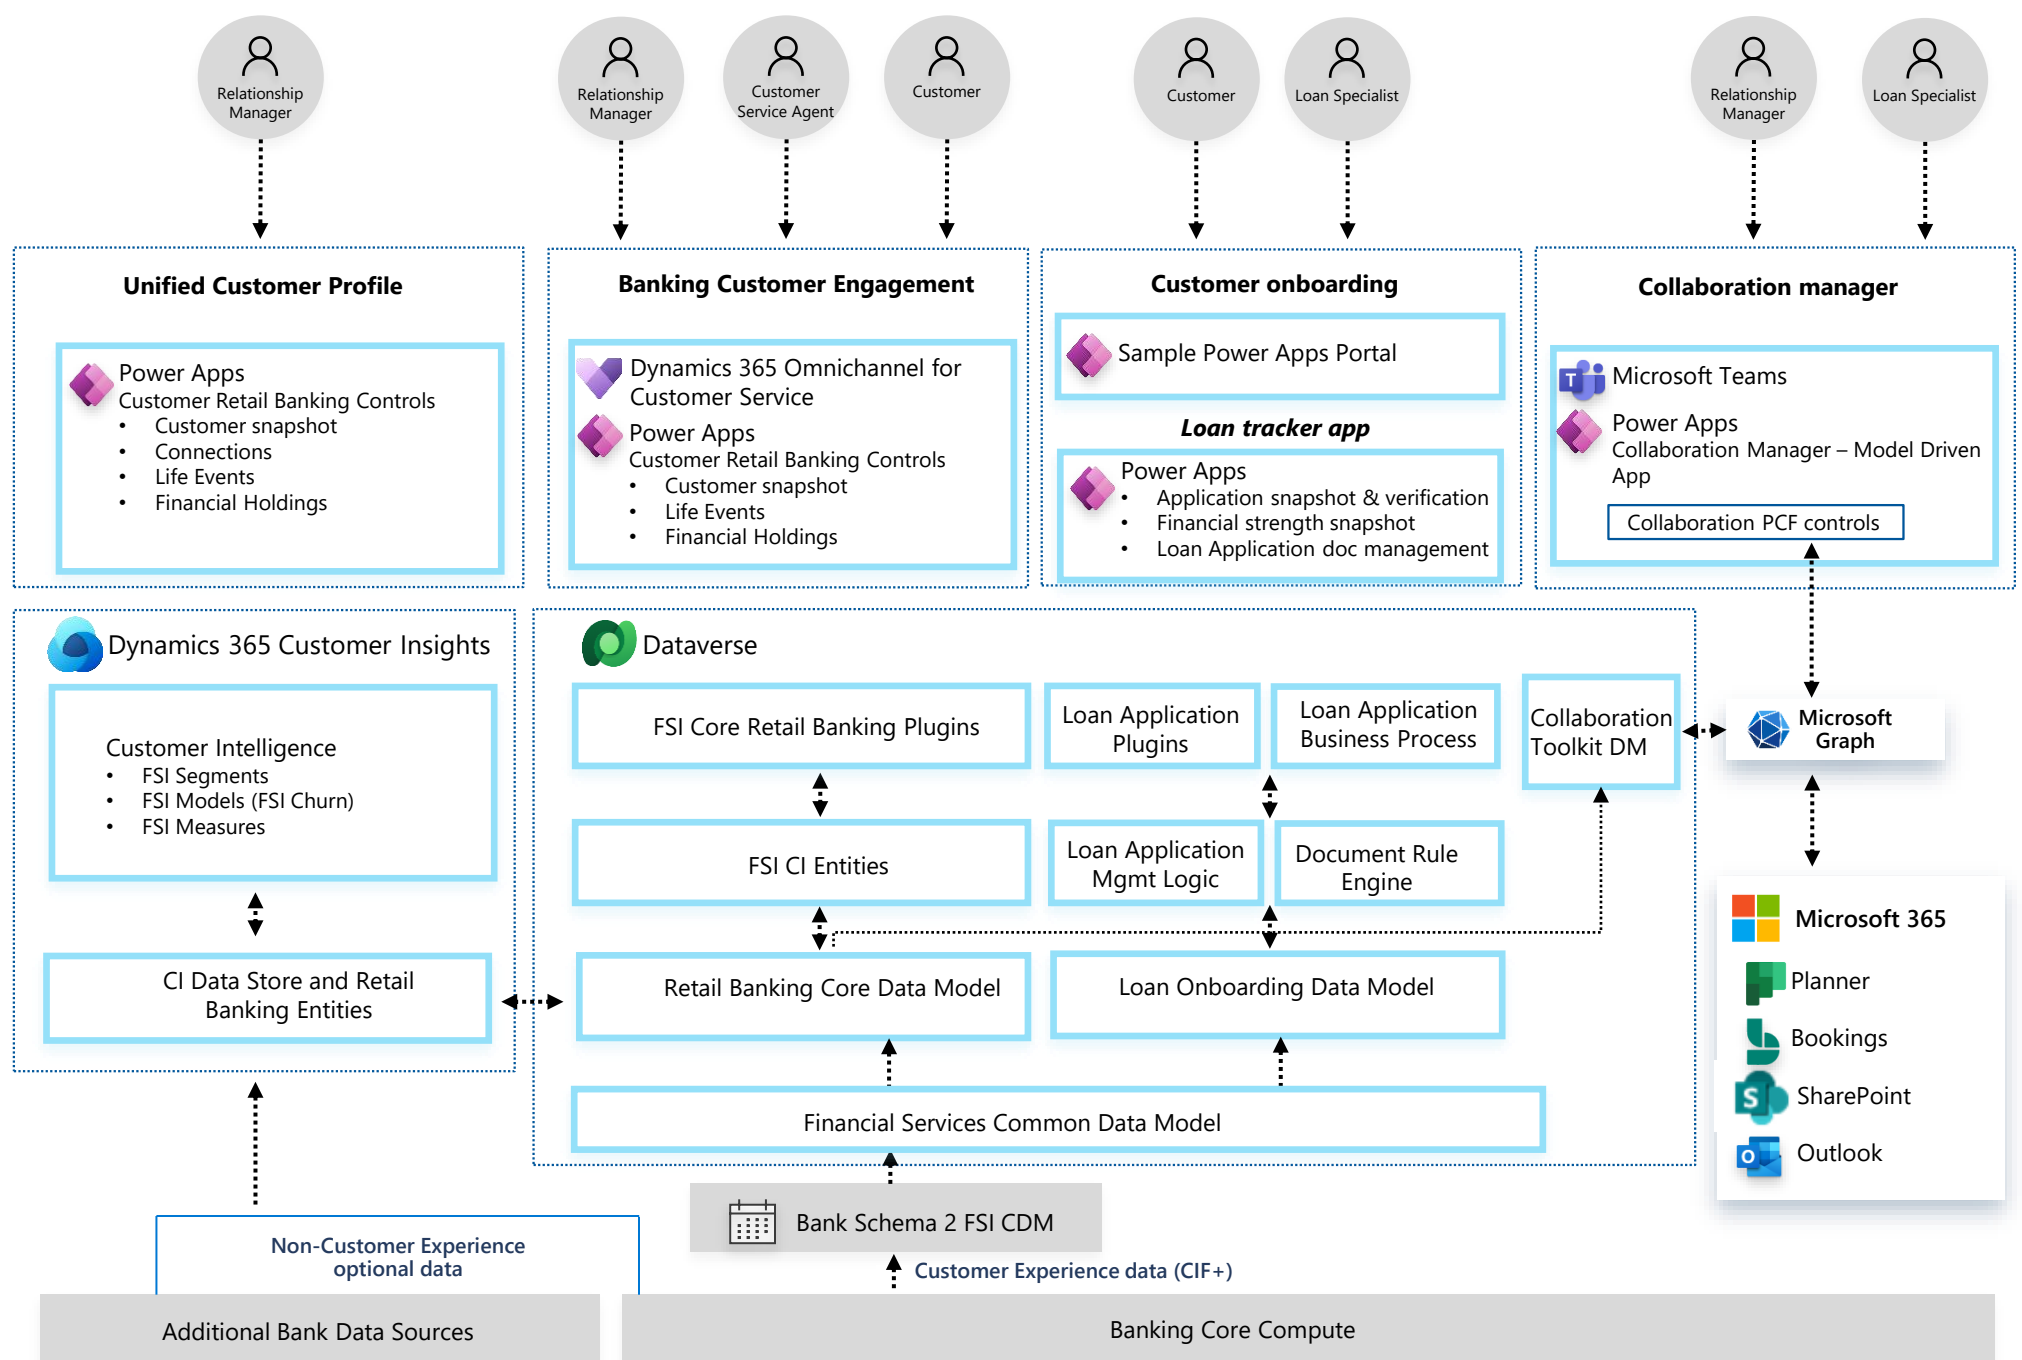 Relationship
Manager
Relationship
Manager
Customer
Service Agent
Customer
Customer
Loan Specialist
Relationship
Manager
Loan Specialist
Unified Customer Profile
Power Apps
Customer Retail Banking Controls
• Customer snapshot
• Connections
• Life Events
• Financial Holdings
Banking Customer Engagement
Dynamics 365 Omnichannel for
Customer Service
Power Apps
Customer Retail Banking Controls
• Customer snapshot
• Life Events
• Financial Holdings
Customer onboarding
Sample Power Apps Portal
Loan tracker app
Power Apps
• Application snapshot & verification
• Financial strength snapshot
• Loan Application doc management
Collaboration manager
T
Microsoft Teams
Power Apps
Collaboration Manager – Model Driven
App
Collaboration PCF controls
Dynamics 365 Customer Insights
Customer Intelligence
• FSI Segments
• FSI Models (FSI Churn)
• FSI Measures
CI Data Store and Retail
Banking Entities
Dataverse
FSI Core Retail Banking Plugins
Loan Application
Plugins
Loan Application
Business Process
Collaboration
Toolkit DM
FSI CI Entities
Loan Application
Mgmt Logic
Document Rule
Engine
Retail Banking Core Data Model
Loan Onboarding Data Model
Financial Services Common Data Model
Microsoft
Graph
Microsoft 365
Planner
Bookings
S
SharePoint
O
Outlook
Bank Schema 2 FSI CDM
Non-Customer Experience
optional data
Customer Experience data (CIF+)
Additional Bank Data Sources
Banking Core Compute